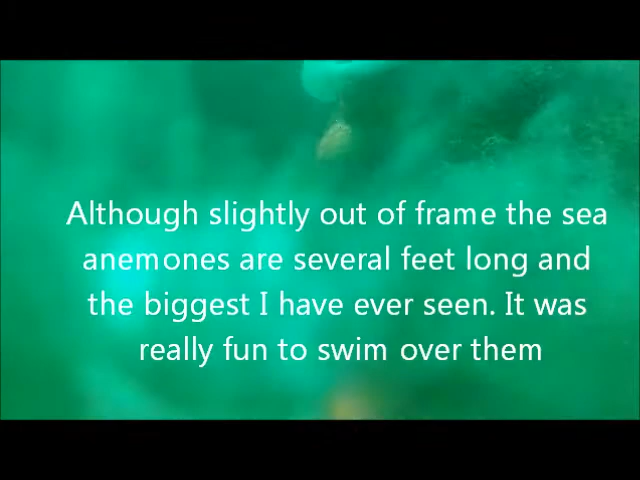 Although slightly out of frame the sea
anemones are several feet long and
the biggest I have ever seen. It was
really fun to swim over them